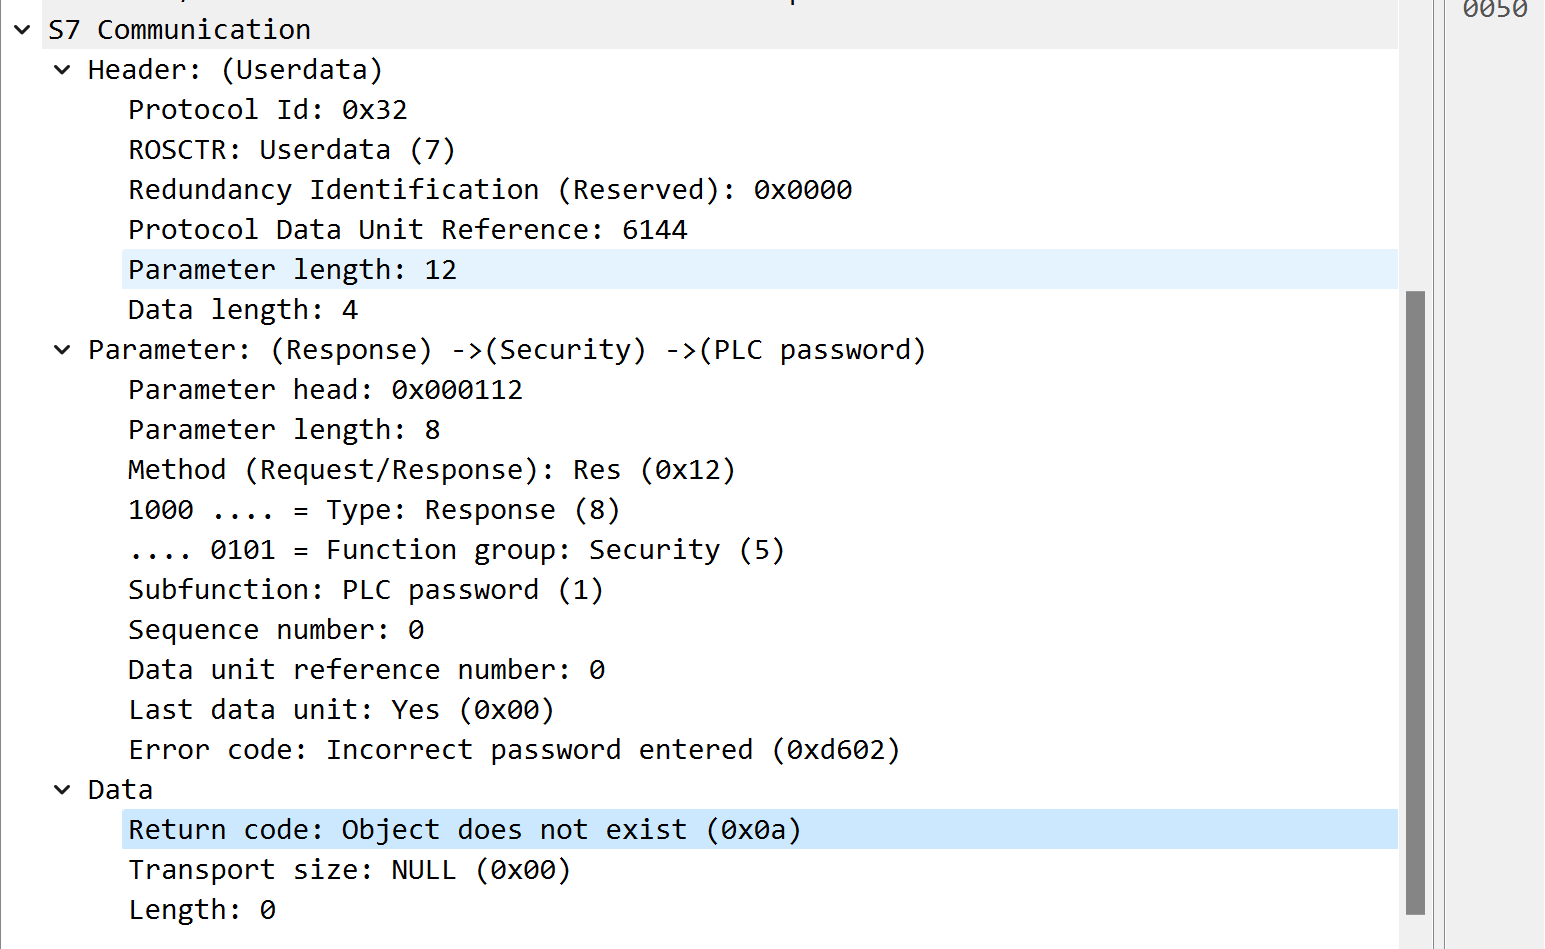 0050
S7 Communication
Header: (Userdata)
Protocol Id: 0x32
ROSCTR: Userdata (7)
Redundancy Identification (Reserved): 0x0000
Protocol Data Unit Reference: 6144
Parameter length: 12
Data length: 4
Parameter: (Response) ->(Security) ->(PLC password)
Parameter head: 0x000112
Parameter length: 8
Method (Request/Response): Res (0x12)
1000 .... = Type: Response (8)
.... 0101 = Function group: Security (5)
Subfunction: PLC password (1)
Sequence number: 0
Data unit reference number: 0
Last data unit: Yes (0x00)
Error code: Incorrect password entered (0xd602)
Data
Return code: Object does not exist (0x0a)
Transport size: NULL (0x00)
Length: 0